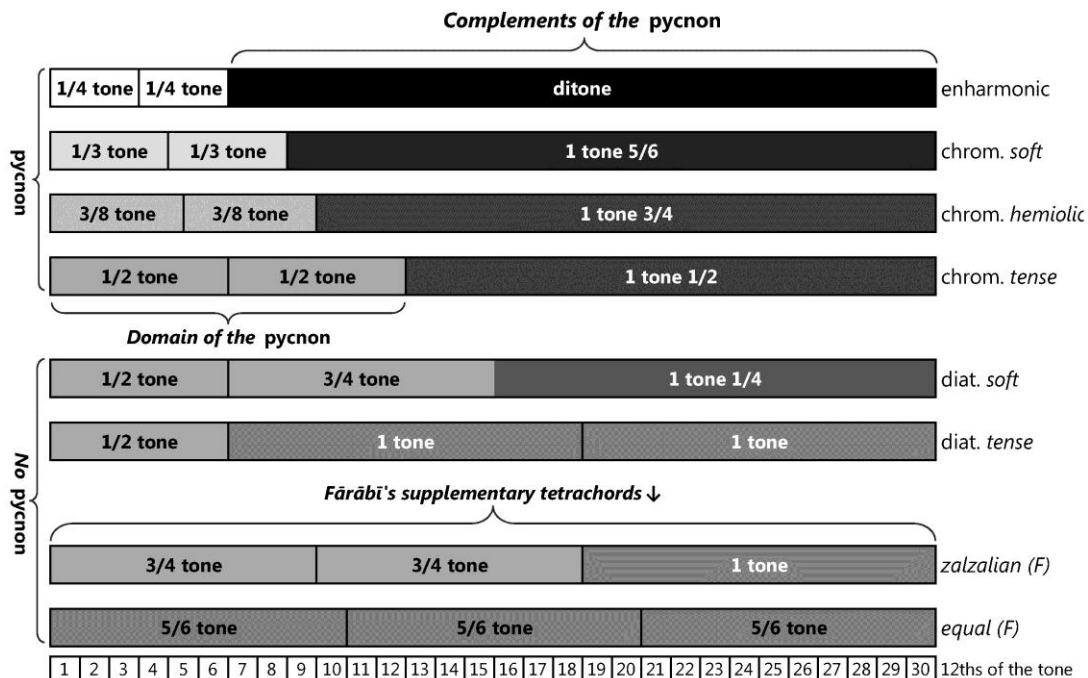 Complements of the pycnon
1/4 tone 1/4 tone ditone enharmonic
1/3 tone 1/3 tone 1 tone 5/6 chrom. soft
pycnon
3/8 tone 3/8 tone 1 tone 3/4 chrom. hemiolic
1/2 tone 1/2 tone 1 tone 1/2 chrom. tense
Domain of the pycnon
1/2 tone 3/4 tone 1 tone 1/4 diat. soft
1/2 tone 1 tone 1 tone diat. tense
No pycnon
Fārābī's supplementary tetrachords ↓
3/4 tone 3/4 tone 1 tone zalzalian (F)
5/6 tone 5/6 tone 5/6 tone equal (F)
1 2 3 4 5 6 7 8 9 10 11 12 13 14 15 16 17 18 19 20 21 22 23 24 25 26 27 28 29 30 12ths of the tone